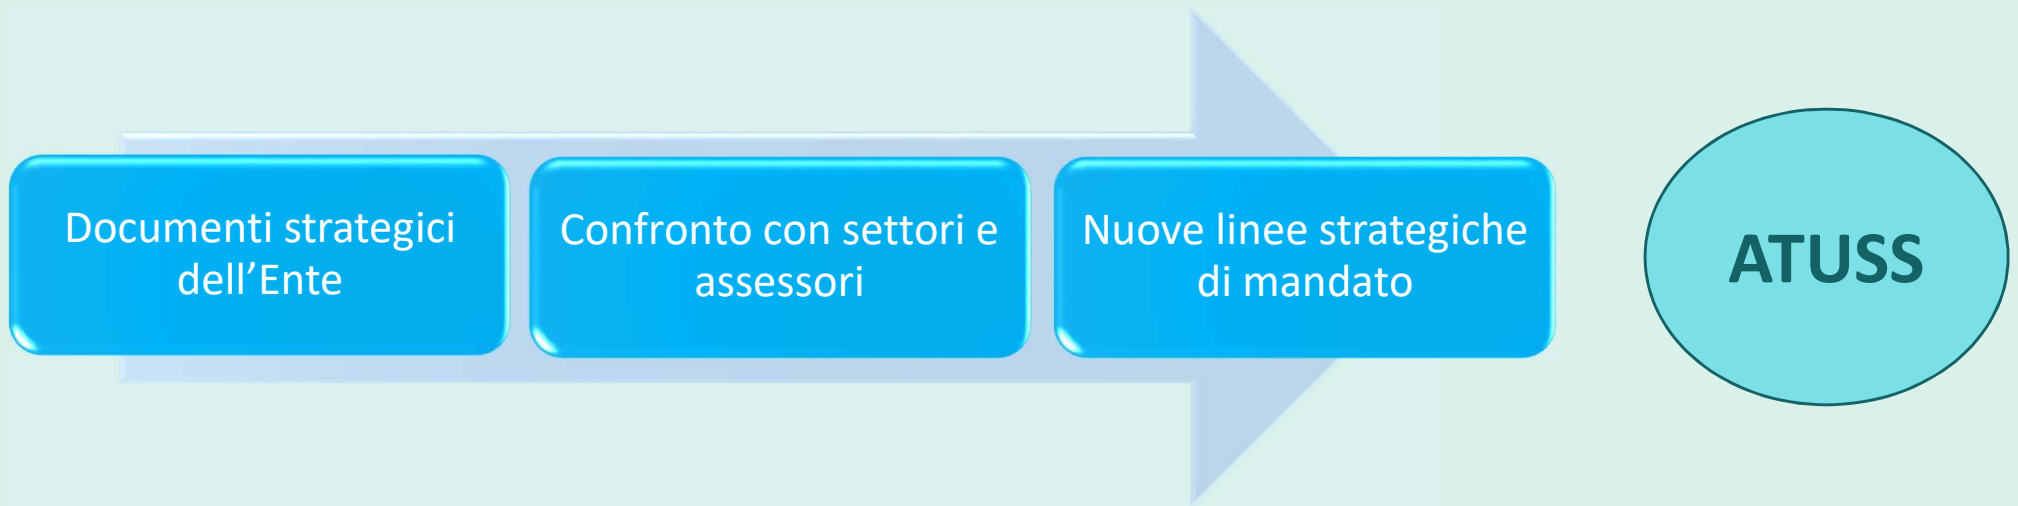 Documenti strategici
dell’Ente
Confronto con settori e
assessori
Nuove linee strategiche
di mandato
ATUSS